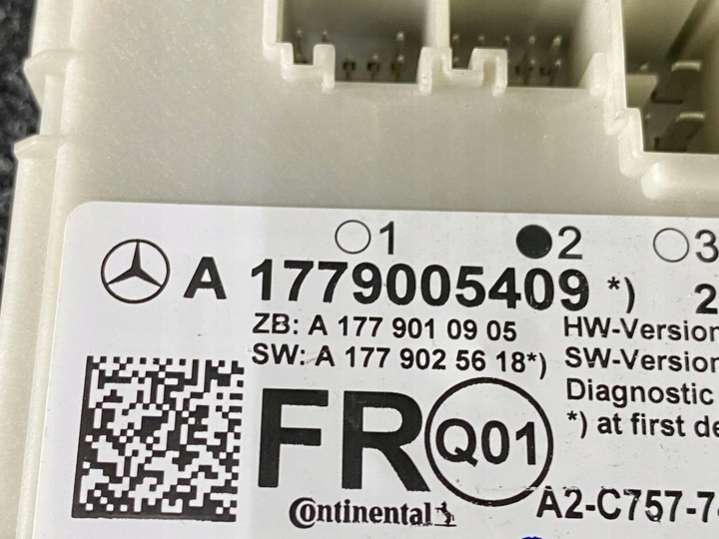 1 2 3
A 1779005409 *) 2
ZB: A 177 901 09 05 HW-Version
SW: A 177 902 56 18*) SW-Version
Diagnostic
*) at first de
FR Q01
Continental A2-C757-7